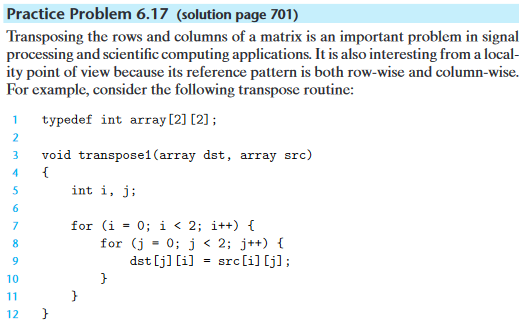 Practice Problem 6.17 (solution page 701)
Transposing the rows and columns of a matrix is an important problem in signal
processing and scientific computing applications. It is also interesting from a local-
ity point of view because its reference pattern is both row-wise and column-wise.
For example, consider the following transpose routine:
1 typedef int array[2][2];
2
3 void transpose1(array dst, array src)
4 {
5 int i, j;
6
7 for (i = 0; i < 2; i++) {
8 for (j = 0; j < 2; j++) {
9 dst[j][i] = src[i][j];
10 }
11 }
12 }